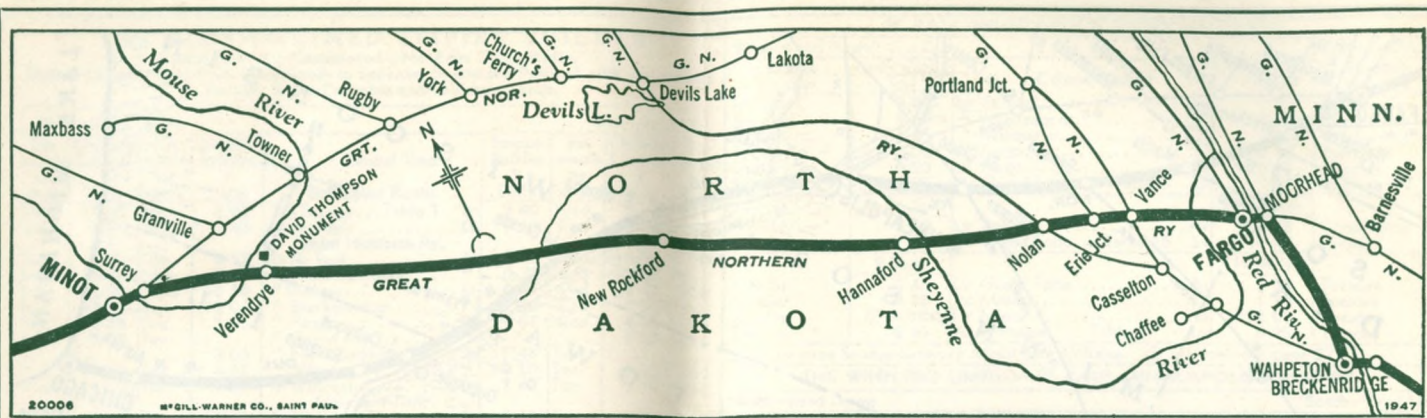 Mouse River
G. N.
Rugby
G. N.
York
Church's Ferry
G. N.
G. N.
G. N.
Lakota
Devils Lake
Devils L.
NOR.
GRT.
Maxbass
G. N.
Towner
G. N.
Granville
Surrey
MINOT
DAVID THOMPSON
MONUMENT
Verendrye
N
GREAT
NORTHERN
RY
NORTH
DAKOTA
New Rockford
Hannaford
Sheyenne
River
Portland Jct.
G. N.
N.
G. N.
G. N.
G. N.
MINN.
Vance
RY
Nolan
Erie Jct.
Casselton
Chaffee
FARGO
MOORHEAD
Barnesville
G. N.
Red Riv.
G. N.
WAHPETON
BRECKENRIDGE
20006
McGILL-WARNER CO., SAINT PAUL
1947